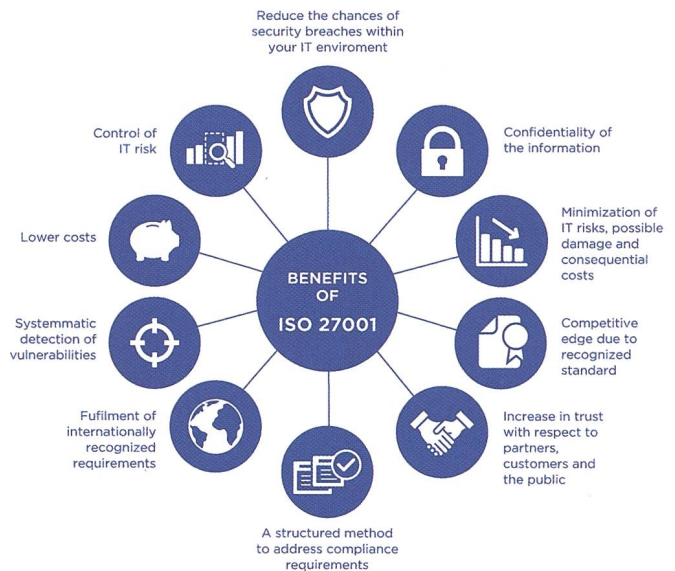 Reduce the chances of
security breaches within
your IT enviroment
Confidentiality of
the information
Minimization of
IT risks, possible
damage and
consequential
costs
Competitive
edge due to
recognized
standard
Increase in trust
with respect to
partners,
customers and
the public
A structured method
to address compliance
requirements
Fufilment of
internationally
recognized
requirements
Systemmatic
detection of
vulnerabilities
Lower costs
Control of
IT risk
BENEFITS
OF
ISO 27001